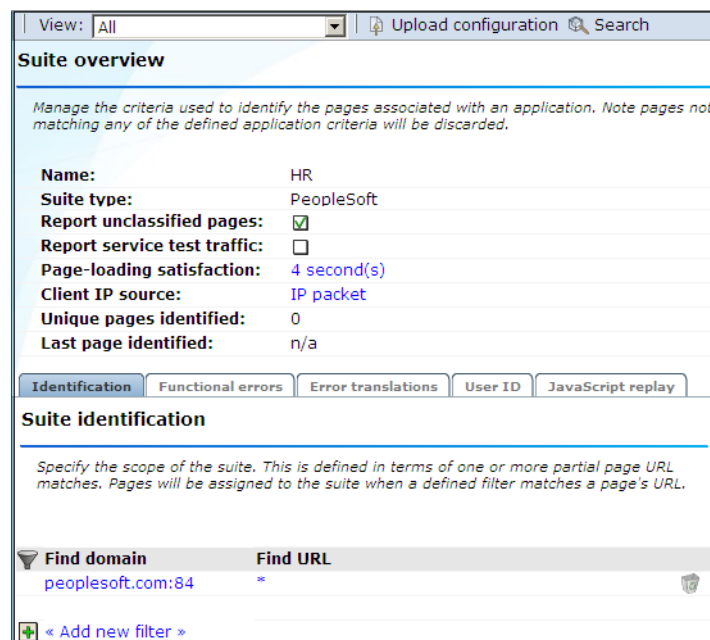 View: All Upload configuration Search
Suite overview
Manage the criteria used to identify the pages associated with an application. Note pages not
matching any of the defined application criteria will be discarded.
Name: HR
Suite type: PeopleSoft
Report unclassified pages:
Report service test traffic:
Page-loading satisfaction: 4 second(s)
Client IP source: IP packet
Unique pages identified: 0
Last page identified: n/a
Identification Functional errors Error translations User ID JavaScript replay
Suite identification
Specify the scope of the suite. This is defined in terms of one or more partial page URL
matches. Pages will be assigned to the suite when a defined filter matches a page's URL.
Find domain Find URL
peoplesoft.com:84 *
« Add new filter »